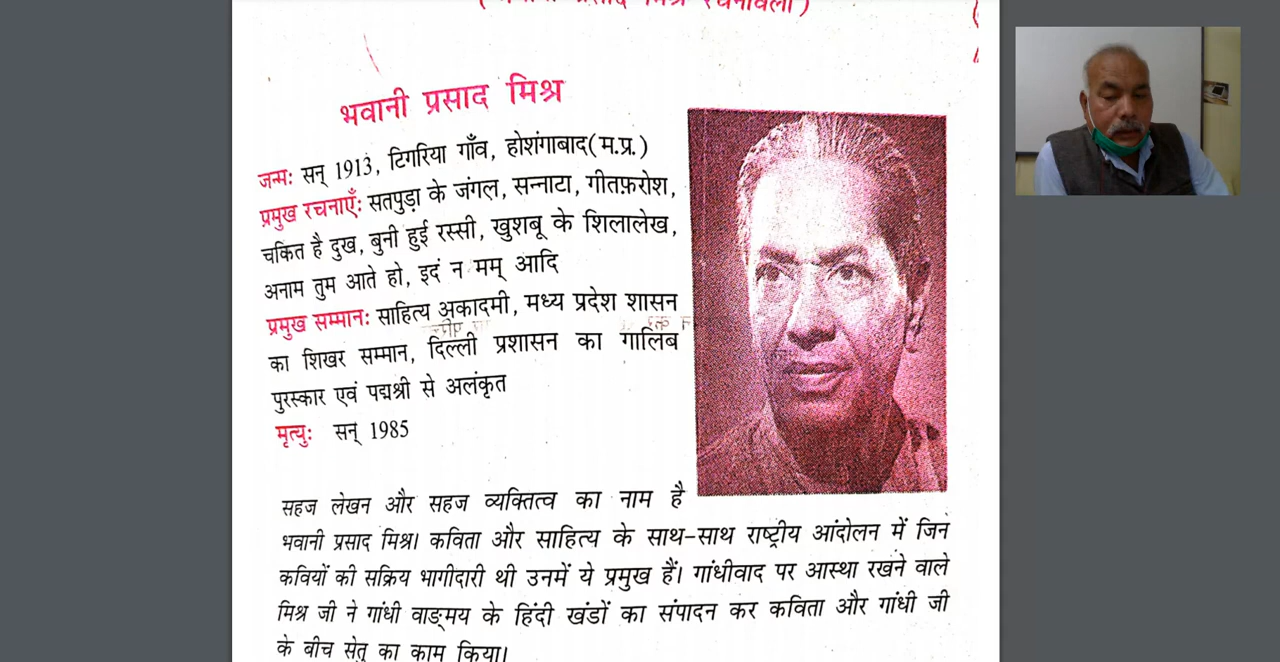 भवानी प्रसाद मिश्र
जन्म: सन् 1913, टिगरिया गाँव, होशंगाबाद(म.प्र.)
प्रमुख रचनाएँ: सतपुड़ा के जंगल, सन्नाटा, गीतफ़रोश,
चकित है दुख, बुनी हुई रस्सी, खुशबू के शिलालेख,
अनाम तुम आते हो, इदं न मम् आदि
प्रमुख सम्मान: साहित्य अकादमी, मध्य प्रदेश शासन
का शिखर सम्मान, दिल्ली प्रशासन का गालिब
पुरस्कार एवं पद्मश्री से अलंकृत
मृत्यु: सन् 1985
सहज लेखन और सहज व्यक्तित्व का नाम है
भवानी प्रसाद मिश्र। कविता और साहित्य के साथ-साथ राष्ट्रीय आंदोलन में जिन
कवियों की सक्रिय भागीदारी थी उनमें ये प्रमुख हैं। गांधीवाद पर आस्था रखने वाले
मिश्र जी ने गांधी वाङ्मय के हिंदी खंडों का संपादन कर कविता और गांधी जी
के बीच सेतु का काम किया।